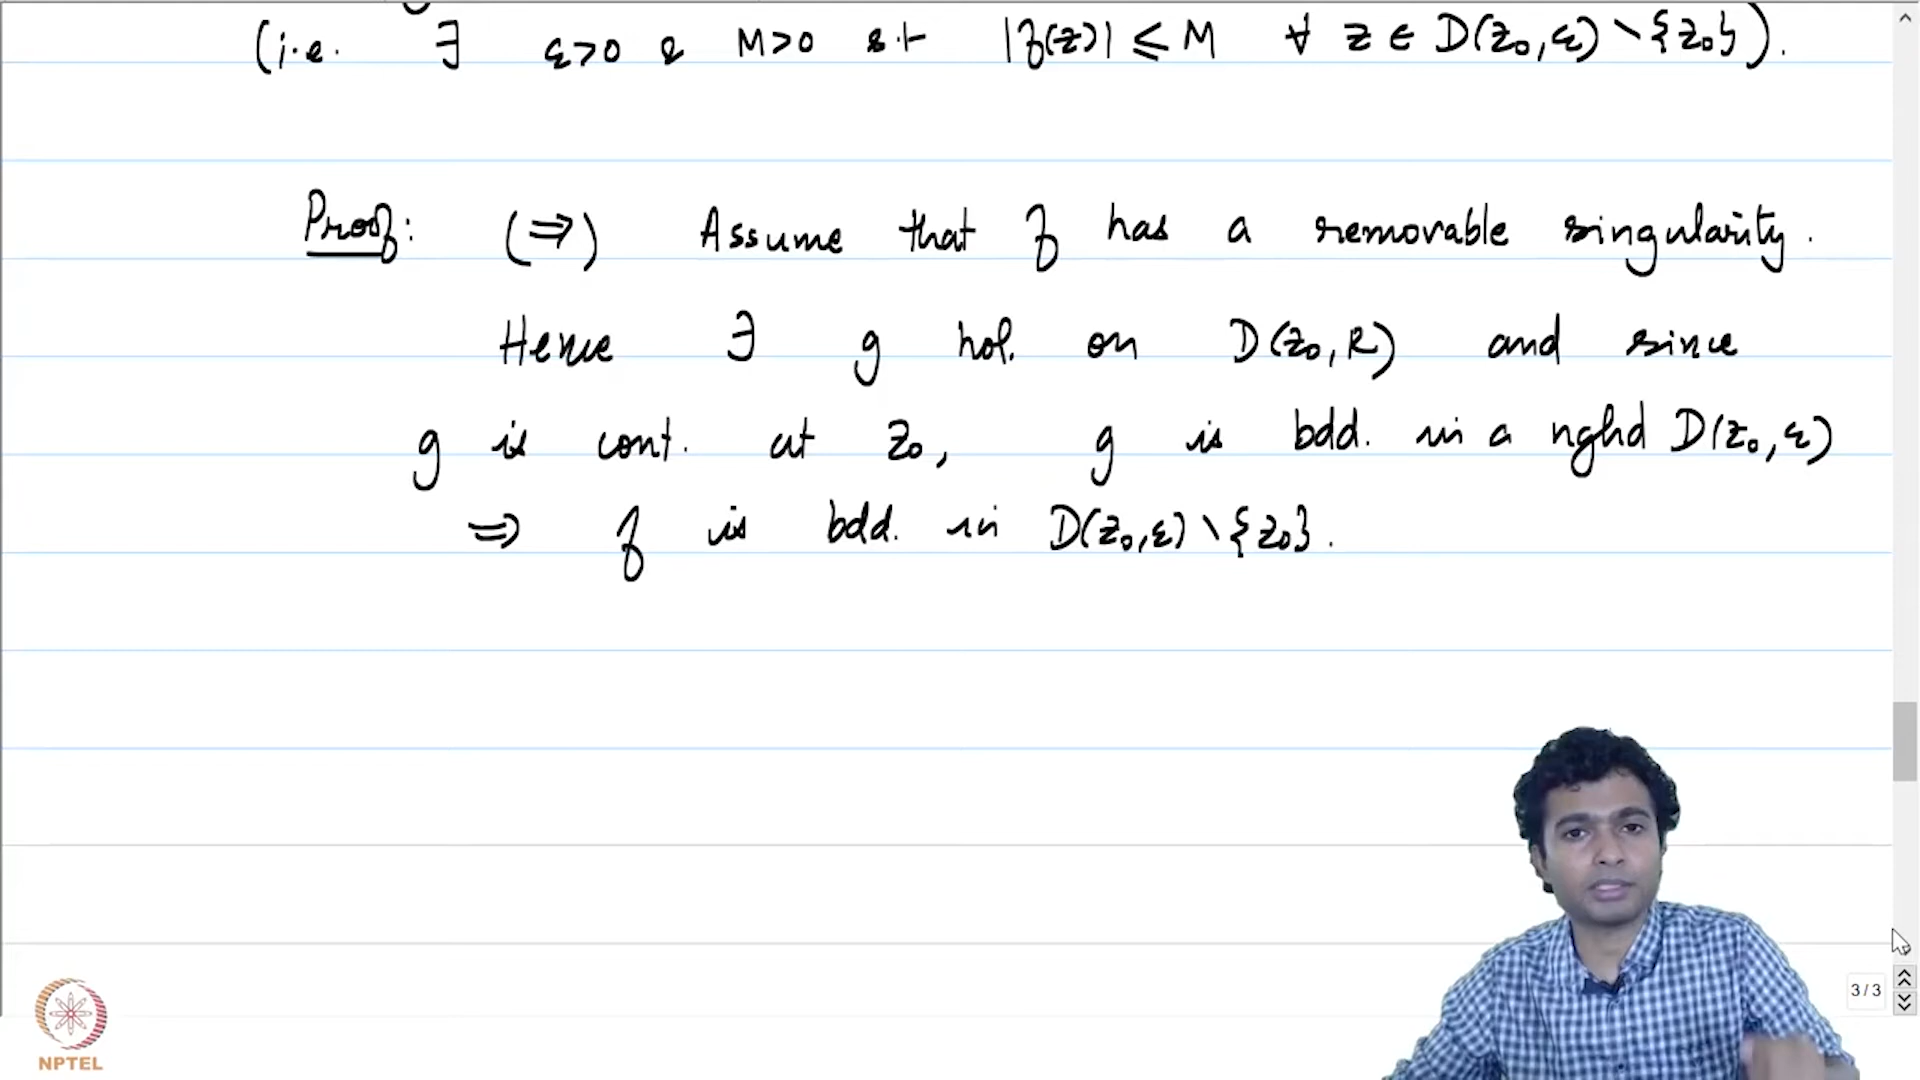 (i.e. ∃ ε>0 & M>0 s.t |f(z)| ⩽ M ∀ z ∈ D(z₀,ε) \ {z₀}).
Proof: (⇒) Assume that f has a removable singularity.
Hence ∃ g hol. on D(z₀,R) and since
g is cont. at z₀, g is bdd. in a nghd D(z₀,ε)
⇒ f is bdd. in D(z₀,ε) \ {z₀}.
3 / 3
NPTEL